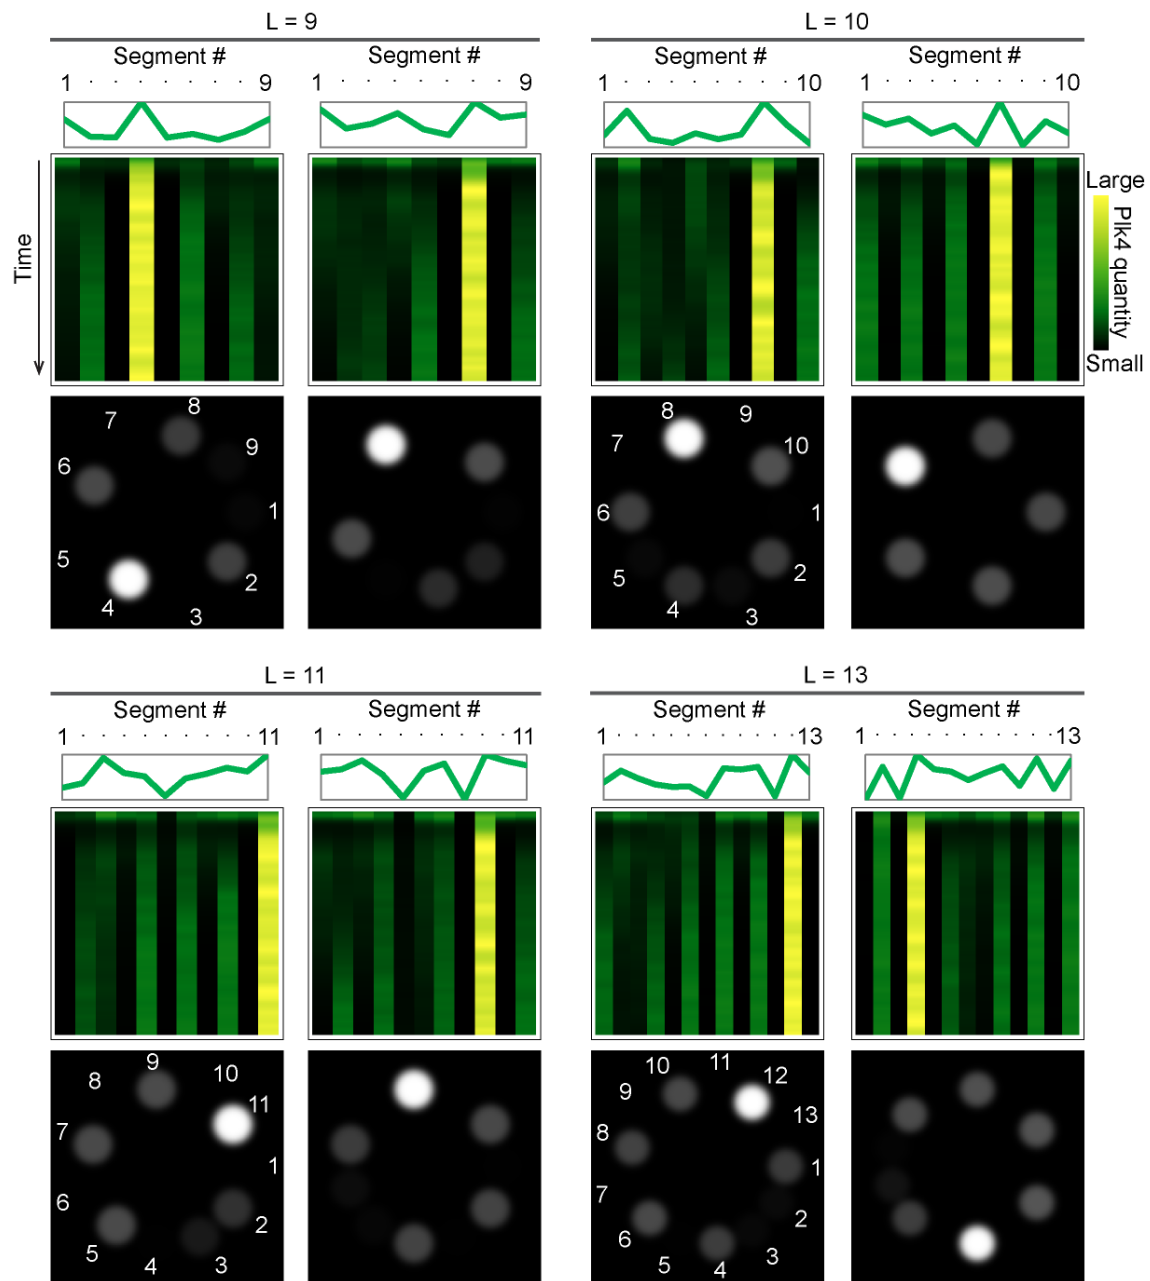 L = 9
Segment #
1 · · · 9
Segment #
1 · · · 9
L = 10
Segment #
1 · · · · 10
Segment #
1 · · · · 10
Time
Large
Plk4 quantity
Small
7
8
9
6
1
5
2
4
3
8
9
7
10
6
1
5
2
4
3
L = 11
Segment #
1 · · · · · · · · · 11
Segment #
1 · · · · · · · · · 11
L = 13
Segment #
1 · · · · · · · · · · · 13
Segment #
1 · · · · · · · · · · · 13
9
10
8
11
7
1
6
2
5
4
3
10
11
12
9
13
8
1
7
2
6
3
5
4